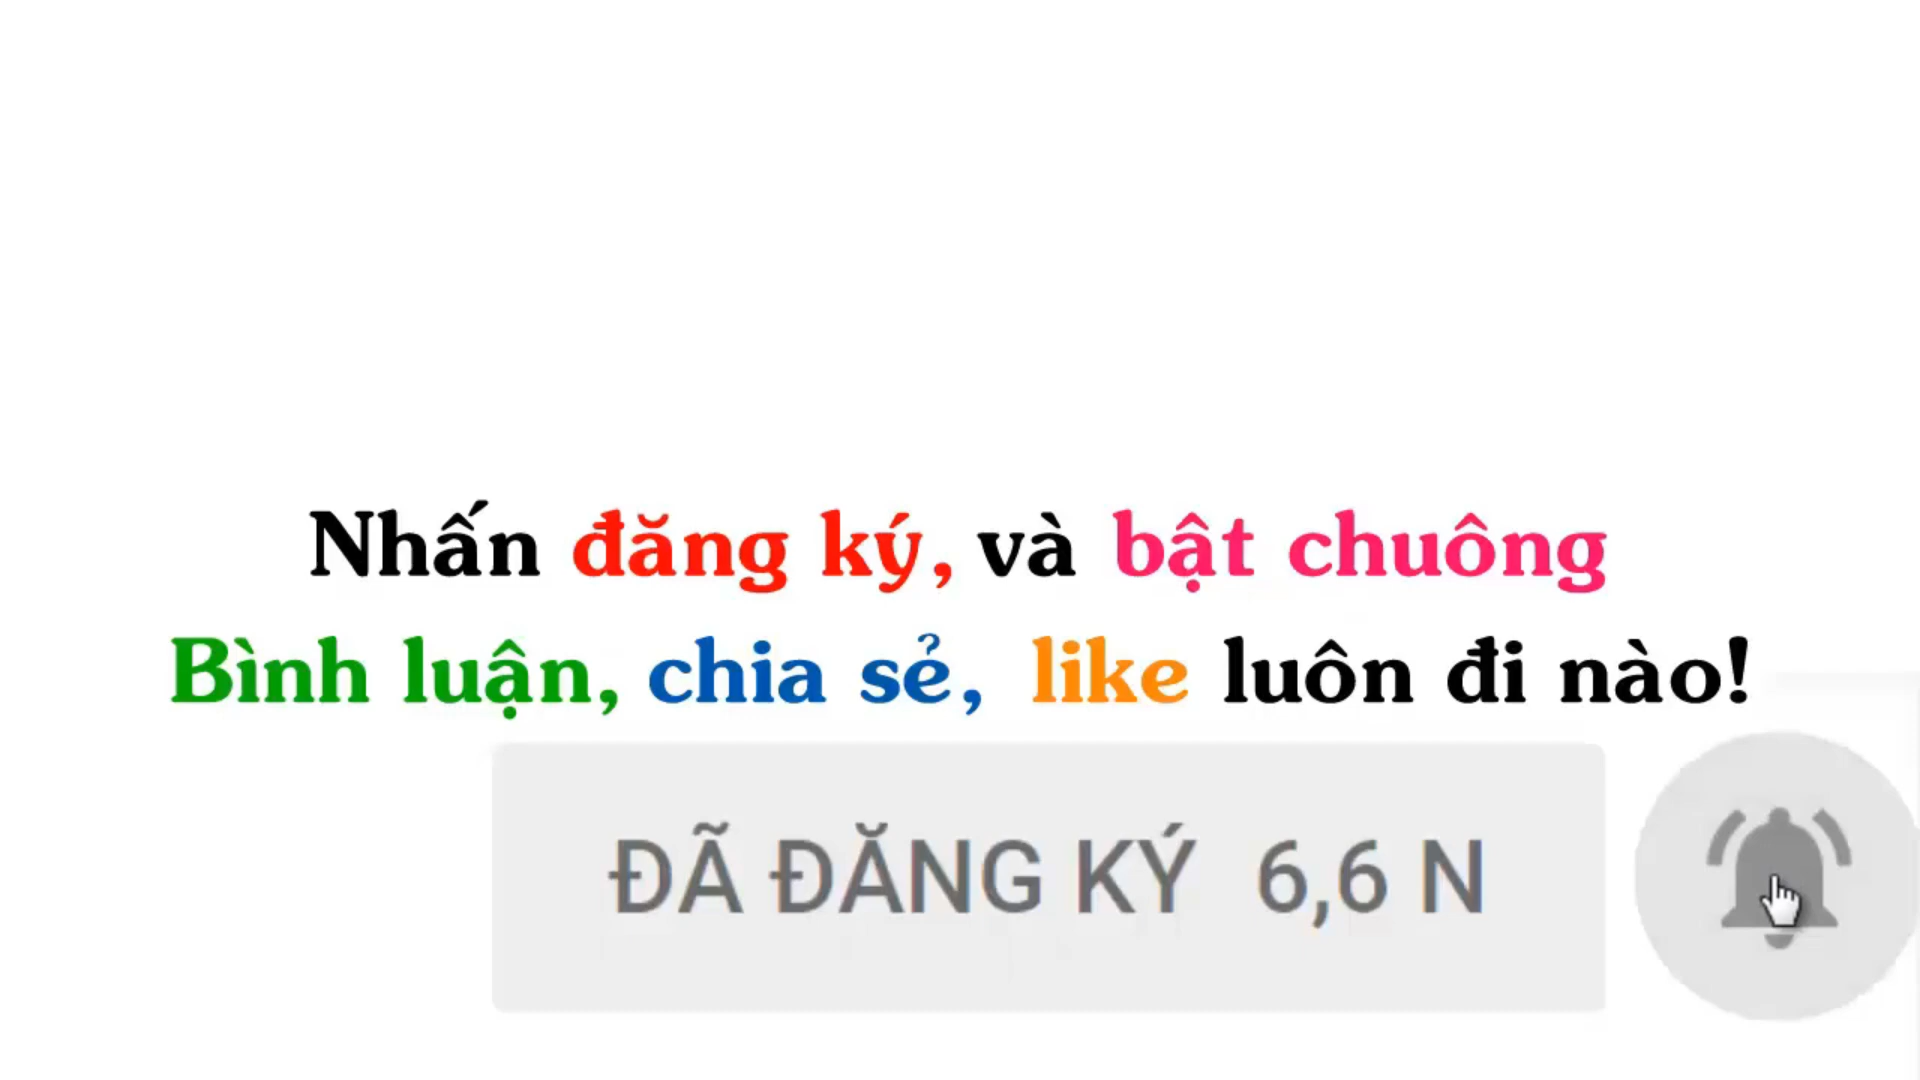 Nhấn đăng ký, và bật chuông
Bình luận, chia sẻ, like luôn đi nào!
ĐÃ ĐĂNG KÝ 6,6 N